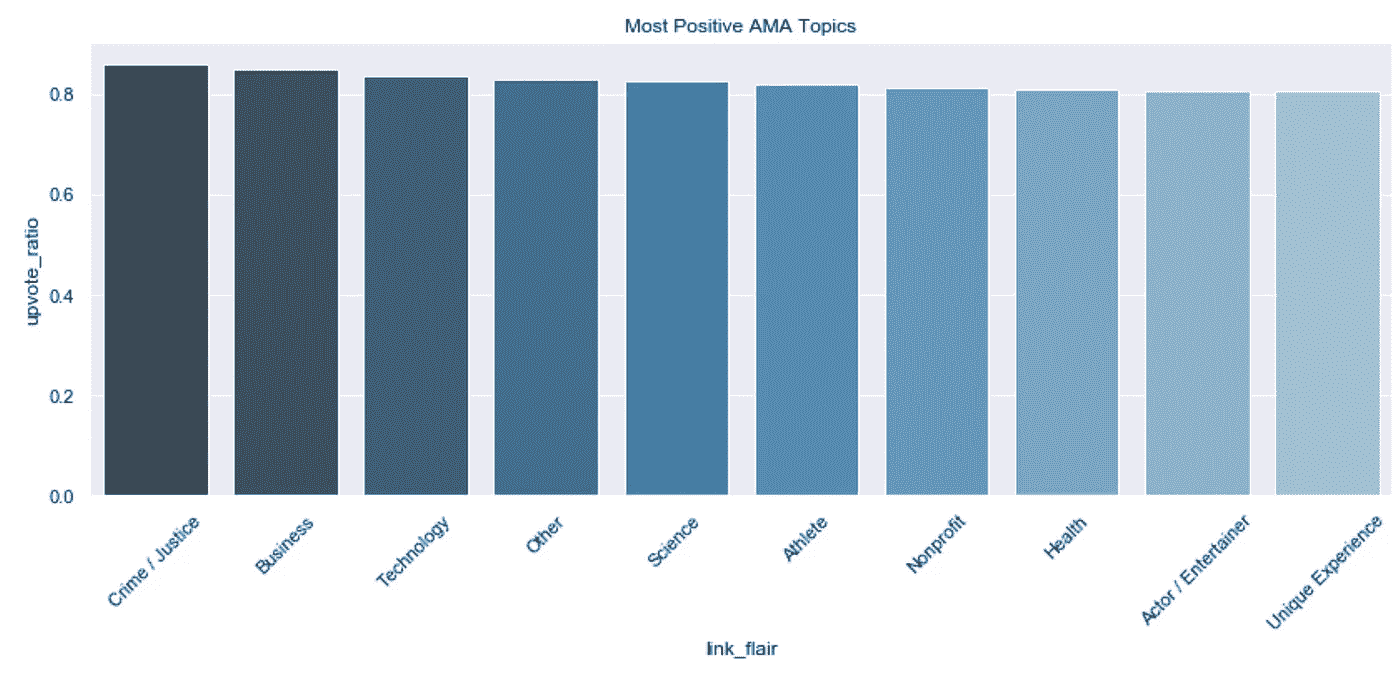 Most Positive AMA Topics
upvote_ratio
0.8
0.6
0.4
0.2
0.0
Crime / Justice
Business
Technology
Other
Science
Athlete
Nonprofit
Health
Actor / Entertainer
Unique Experience
link_flair